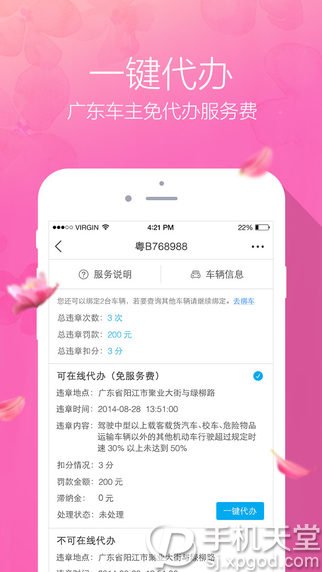 一键代办
广东车主免代办服务费
VIRGIN 4:21 PM 22%
粤B768988
服务说明 车辆信息
您还可以绑定2台车辆，若要查询其他车辆请继续绑定。去绑车
总违章次数： 3 次
总违章罚款： 200 元
总违章扣分： 3 分
可在线代办（免服务费）
违章地点： 广东省阳江市聚业大街与绿柳路
违章时间： 2014-08-28 13:51:00
违章内容： 驾驶中型以上载客载货汽车、校车、危险物品
运输车辆以外的其他机动车行驶超过规定时
速 30% 以上未达到 50%
扣分情况： 3 分
罚款金额： 200 元
滞纳金： 0 元
处理状态： 未处理
一键代办
不可在线代办
违章地点： 广东省阳江市聚业大街与绿柳路
手机天堂
sj.xpgod.com